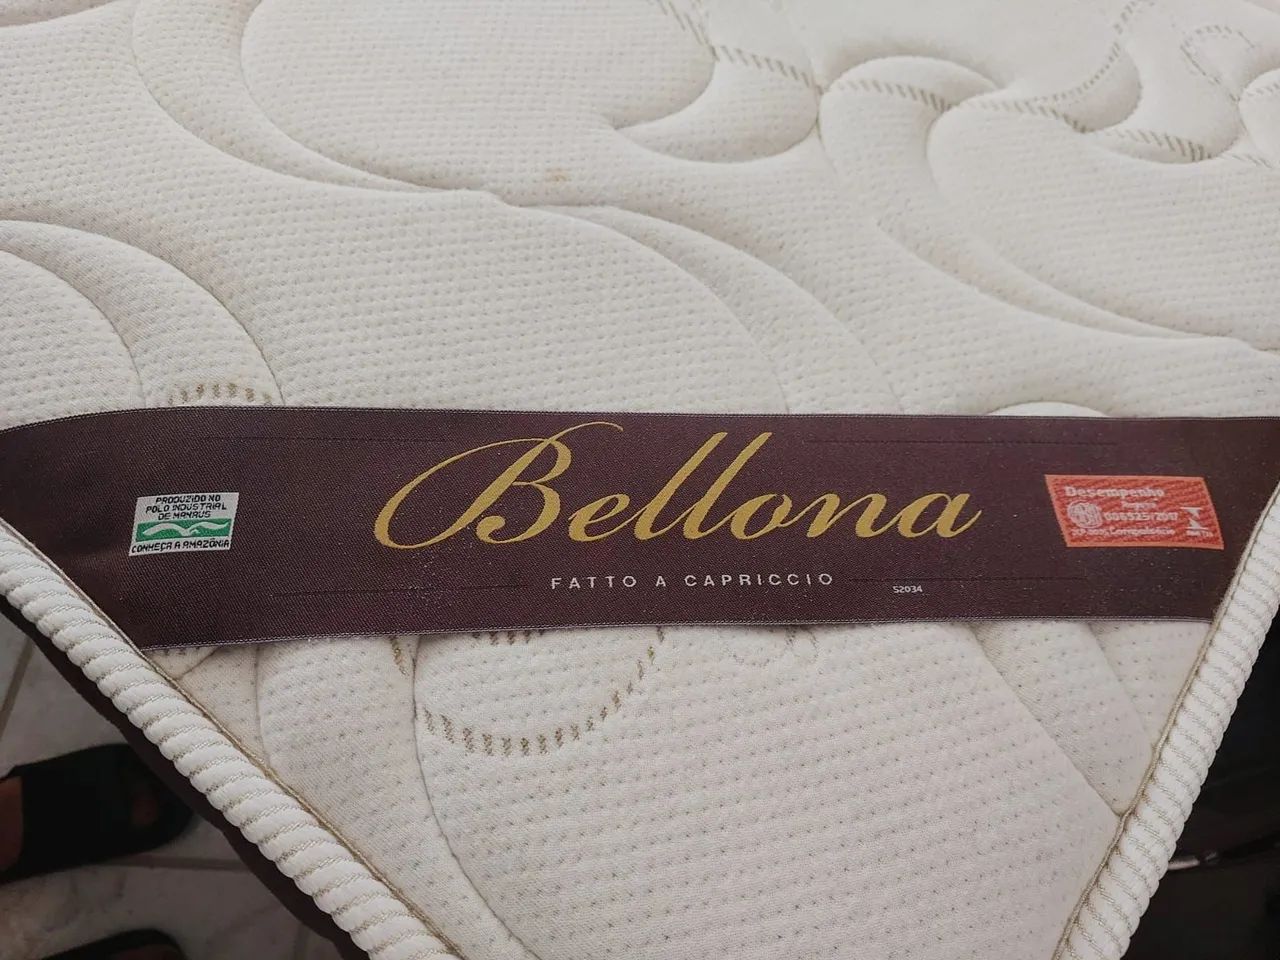 Bellona
FATTO A CAPRICCIO
S2034
PRODUZIDO NO
POLO INDUSTRIAL
DE MANAUS
CONHEÇA A AMAZÔNIA
Desempenho